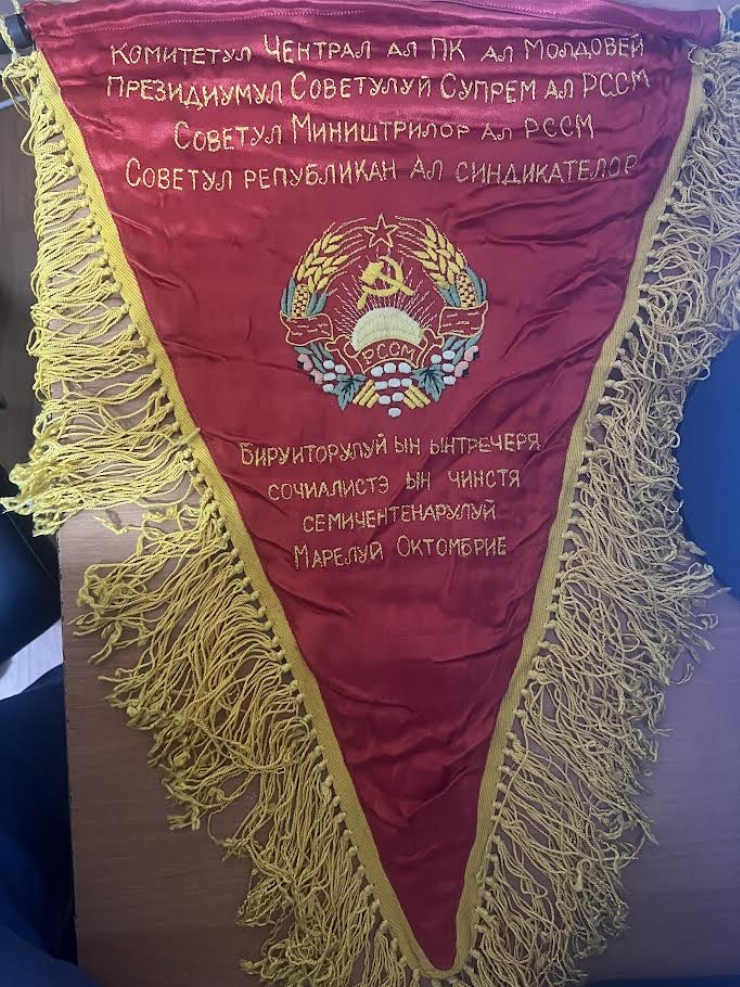 Комитетул Централ ал ПК ал Молдовей
Президиумул Советулуй Супрем ал РССМ
Советул Миништрилор ал РССМ
Советул републикан Ал синдикателор
РССМ
Бируиторулуй ын ынтречеря
сочиалистэ ын чинстя
семичентенарулуй
Марелуй Октомбрие